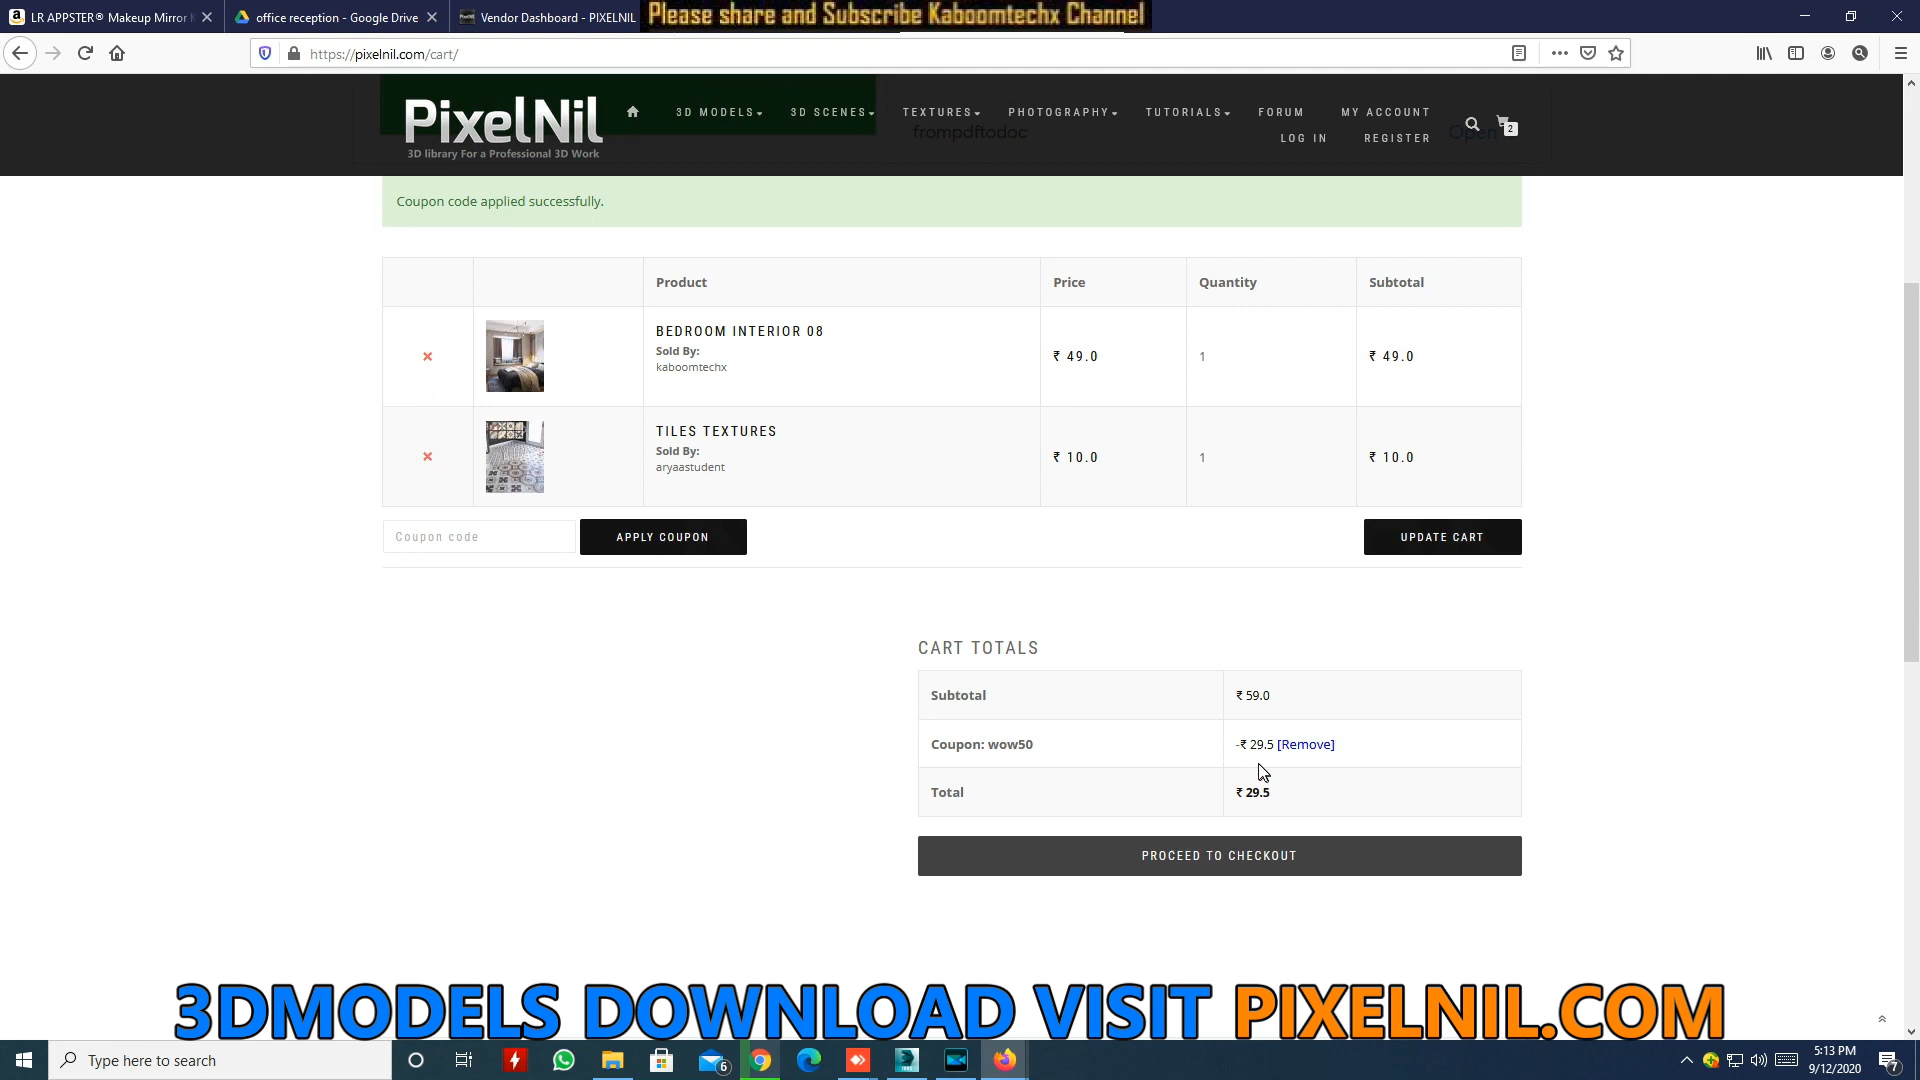 LR APPSTER® Makeup Mirror
office reception - Google Drive
Vendor Dashboard - PIXELNIL
Please share and Subscribe Kaboomtechx Channel
https://pixelnil.com/cart/
PixelNil
3D library For a Professional 3D Work
3D MODELS
3D SCENES
TEXTURES
PHOTOGRAPHY
TUTORIALS
FORUM
MY ACCOUNT
LOG IN
REGISTER
2
frompdftodoc
Open
Coupon code applied successfully.
Product
Price
Quantity
Subtotal
BEDROOM INTERIOR 08
Sold By:
kaboomtechx
₹ 49.0
1
₹ 49.0
TILES TEXTURES
Sold By:
aryaastudent
₹ 10.0
1
₹ 10.0
Coupon code
APPLY COUPON
UPDATE CART
CART TOTALS
Subtotal
₹ 59.0
Coupon: wow50
-₹ 29.5 [Remove]
Total
₹ 29.5
PROCEED TO CHECKOUT
3DMODELS DOWNLOAD VISIT PIXELNIL.COM
Type here to search
6
5:13 PM
9/12/2020
7